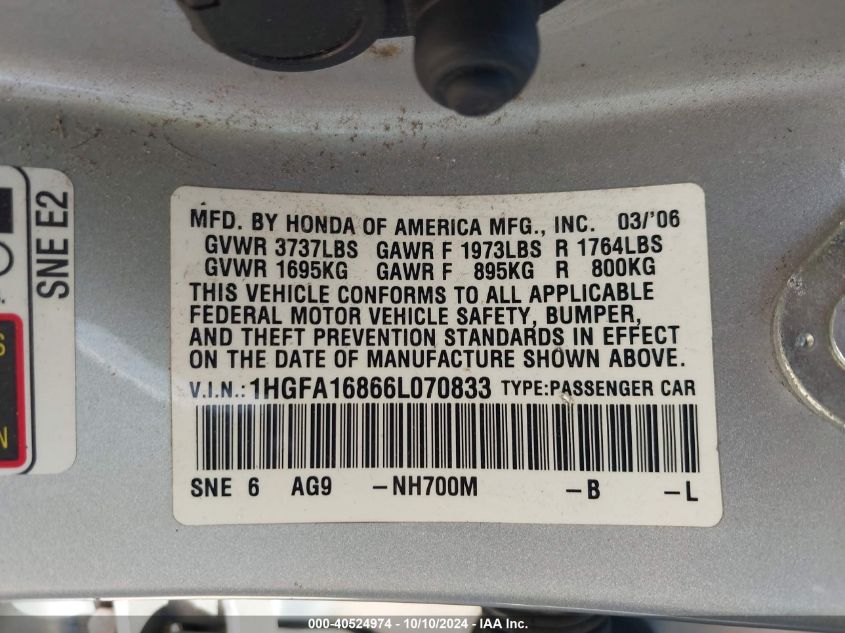 SNE E2
S
N
MFD. BY HONDA OF AMERICA MFG., INC. 03/'06
GVWR 3737LBS GAWR F 1973LBS R 1764LBS
GVWR 1695KG GAWR F 895KG R 800KG
THIS VEHICLE CONFORMS TO ALL APPLICABLE
FEDERAL MOTOR VEHICLE SAFETY, BUMPER,
AND THEFT PREVENTION STANDARDS IN EFFECT
ON THE DATE OF MANUFACTURE SHOWN ABOVE.
V.I.N.: 1HGFA16866L070833 TYPE:PASSENGER CAR
SNE 6 AG9 -NH700M -B -L
000-40524974 - 10/10/2024 - IAA Inc.